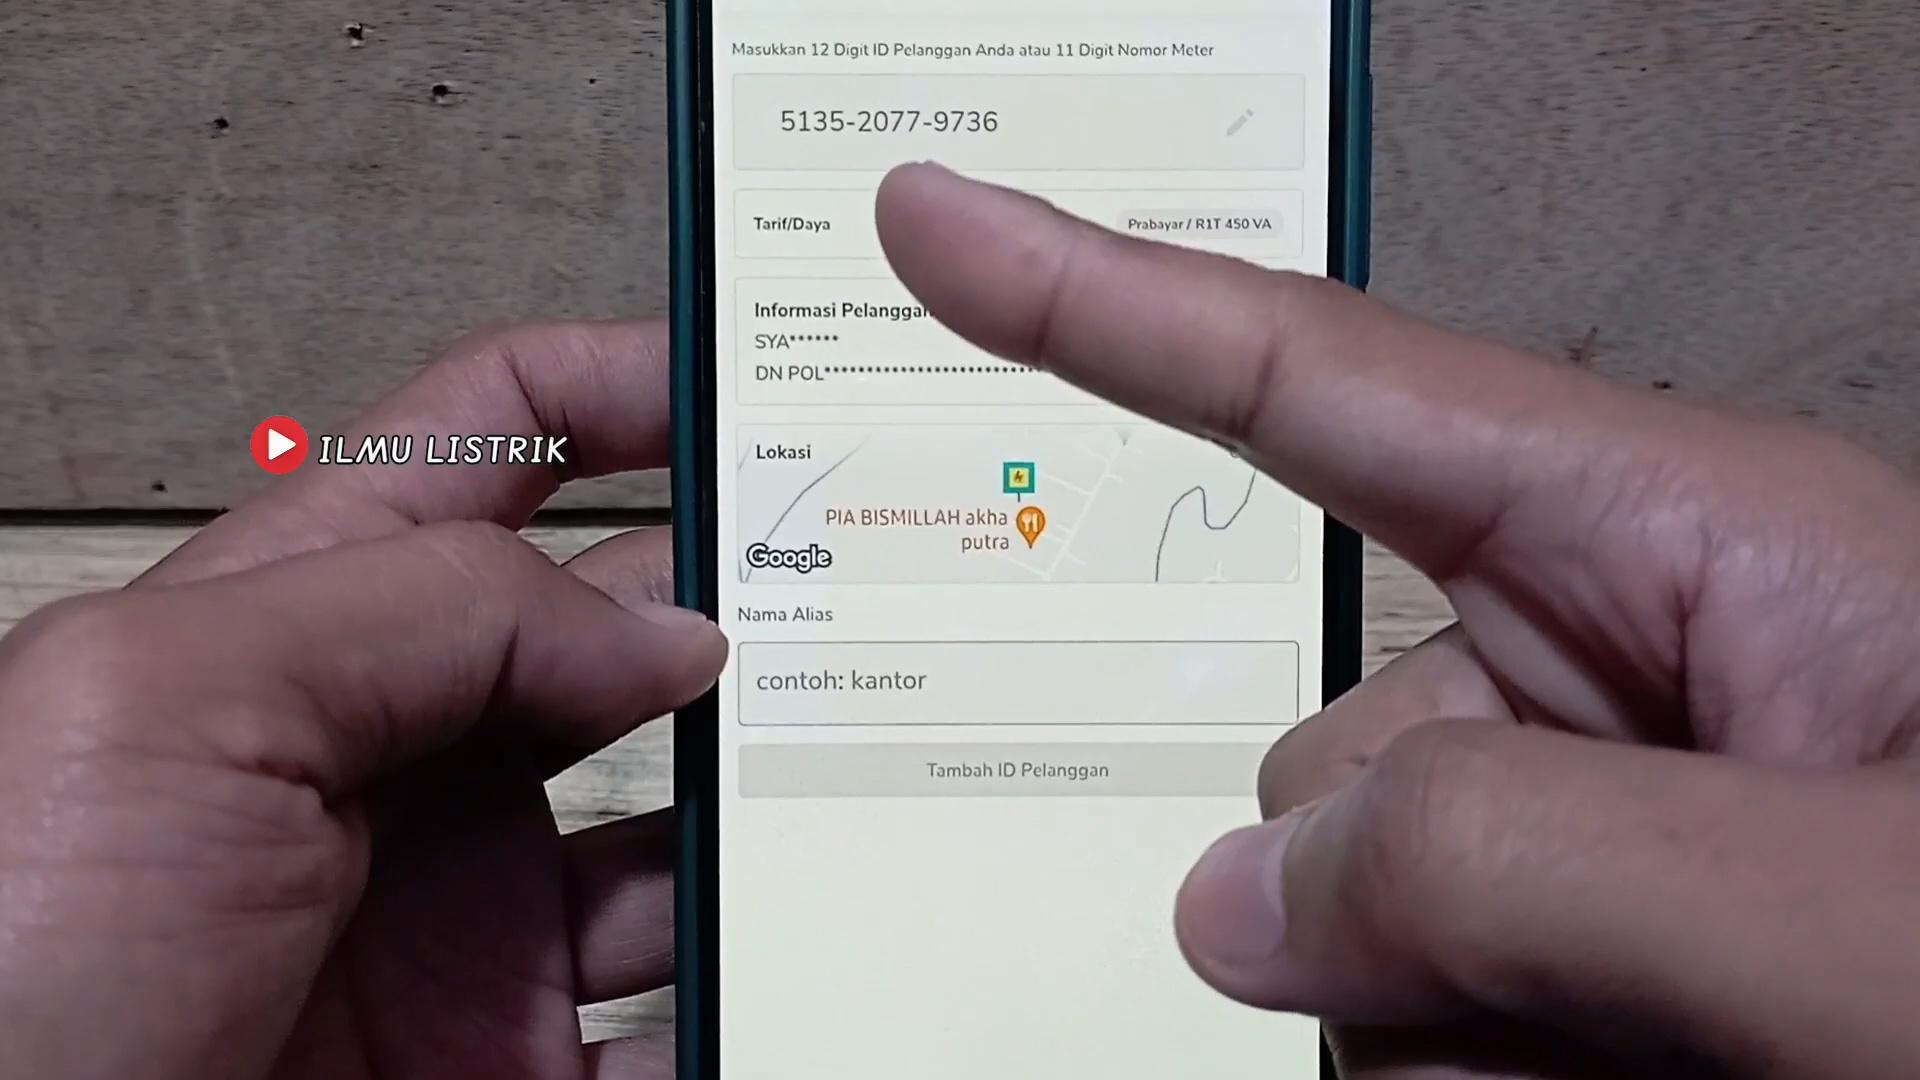 Masukkan 12 Digit ID Pelanggan Anda atau 11 Digit Nomor Meter
5135-2077-9736
Tarif/Daya
Prabayar / R1T 450 VA
Informasi Pelanggan
SYA******
DN POL**************************
Lokasi
PIA BISMILLAH akha
putra
Google
ILMU LISTRIK
Nama Alias
contoh: kantor
Tambah ID Pelanggan